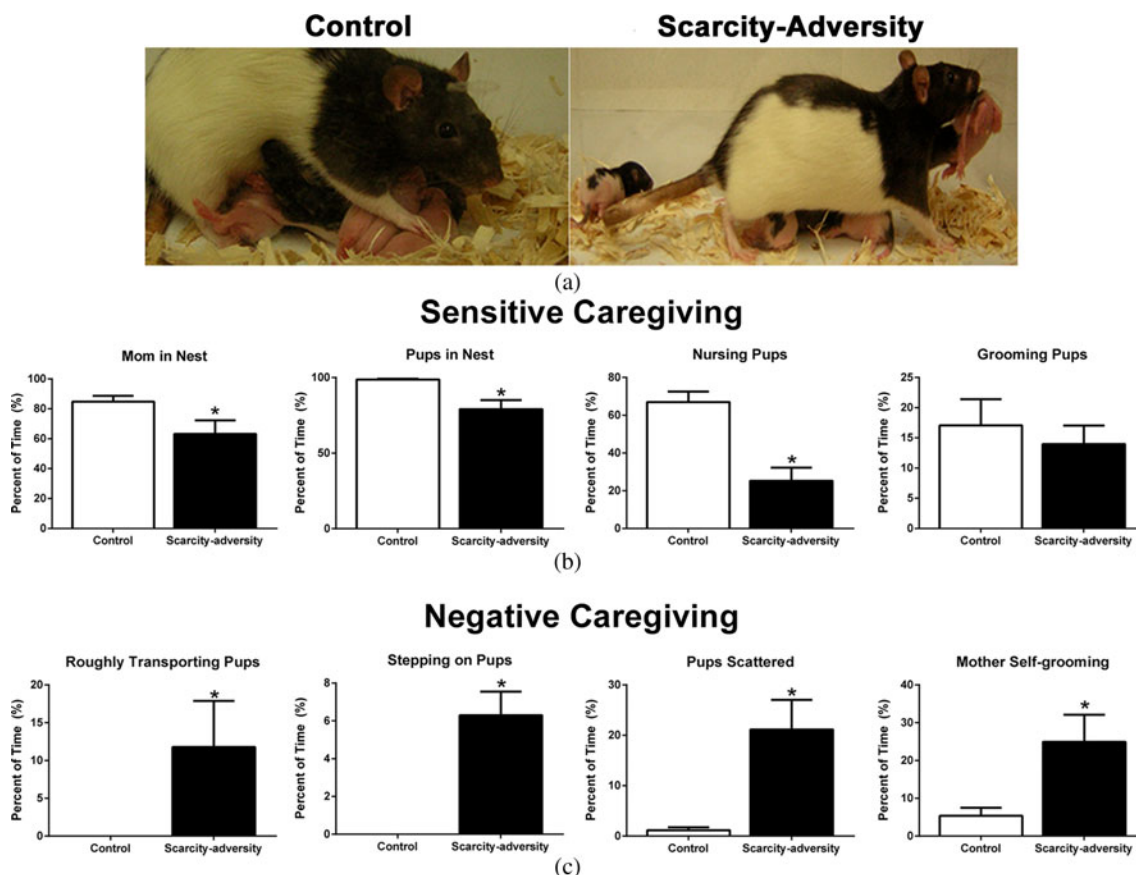 Control Scarcity-Adversity
(a)
Sensitive Caregiving
Mom in Nest
Percent of Time (%)
100
80
60
40
20
0
*
Control Scarcity-adversity
Pups in Nest
Percent of Time (%)
100
50
0
*
Control Scarcity-adversity
Nursing Pups
Percent of Time (%)
80
60
40
20
0
*
Control Scarcity-adversity
Grooming Pups
Percent of Time (%)
25
20
15
10
5
0
Control Scarcity-adversity
(b)
Negative Caregiving
Roughly Transporting Pups
Percent of Time (%)
20
15
10
5
0
*
Control Scarcity-adversity
Stepping on Pups
Percent of Time (%)
8
6
4
2
0
*
Control Scarcity-adversity
Pups Scattered
Percent of Time (%)
30
20
10
0
*
Control Scarcity-adversity
Mother Self-grooming
Percent of Time (%)
40
30
20
10
0
*
Control Scarcity-adversity
(c)